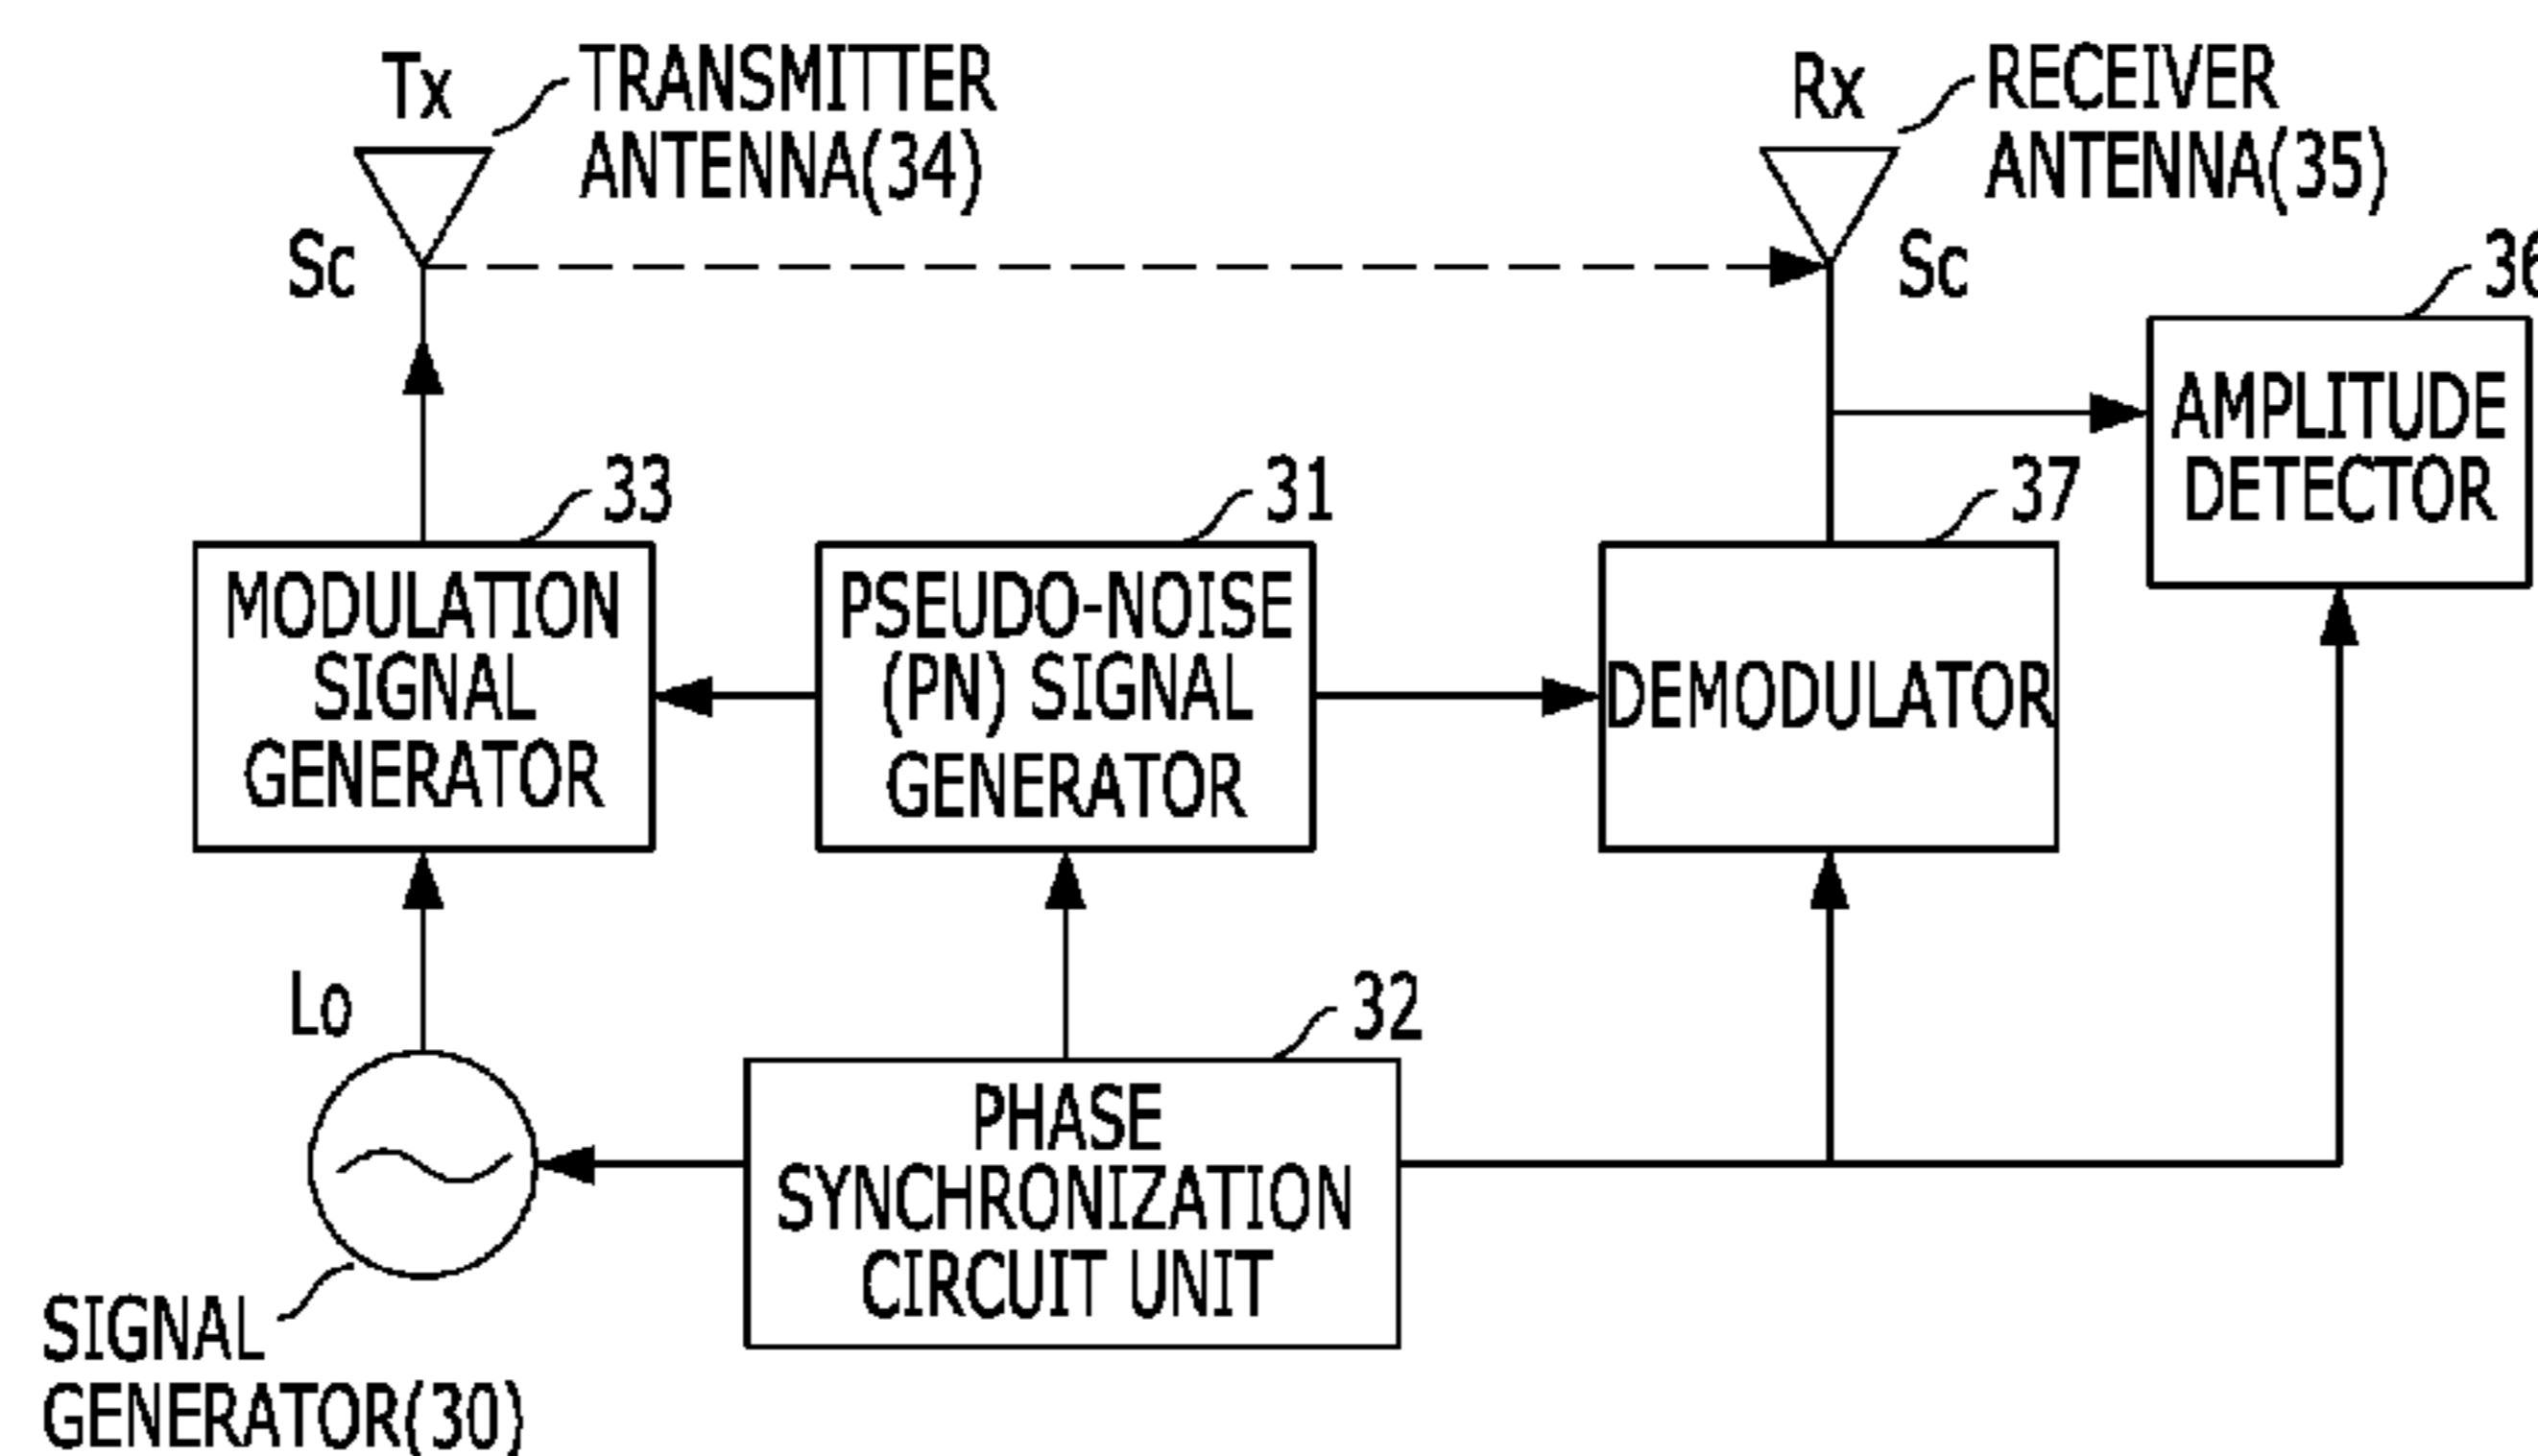 Tx
TRANSMITTER
ANTENNA(34)
Rx
RECEIVER
ANTENNA(35)
Sc
Sc
36
AMPLITUDE
DETECTOR
33
MODULATION
SIGNAL
GENERATOR
31
PSEUDO-NOISE
(PN) SIGNAL
GENERATOR
37
DEMODULATOR
Lo
32
PHASE
SYNCHRONIZATION
CIRCUIT UNIT
SIGNAL
GENERATOR(30)